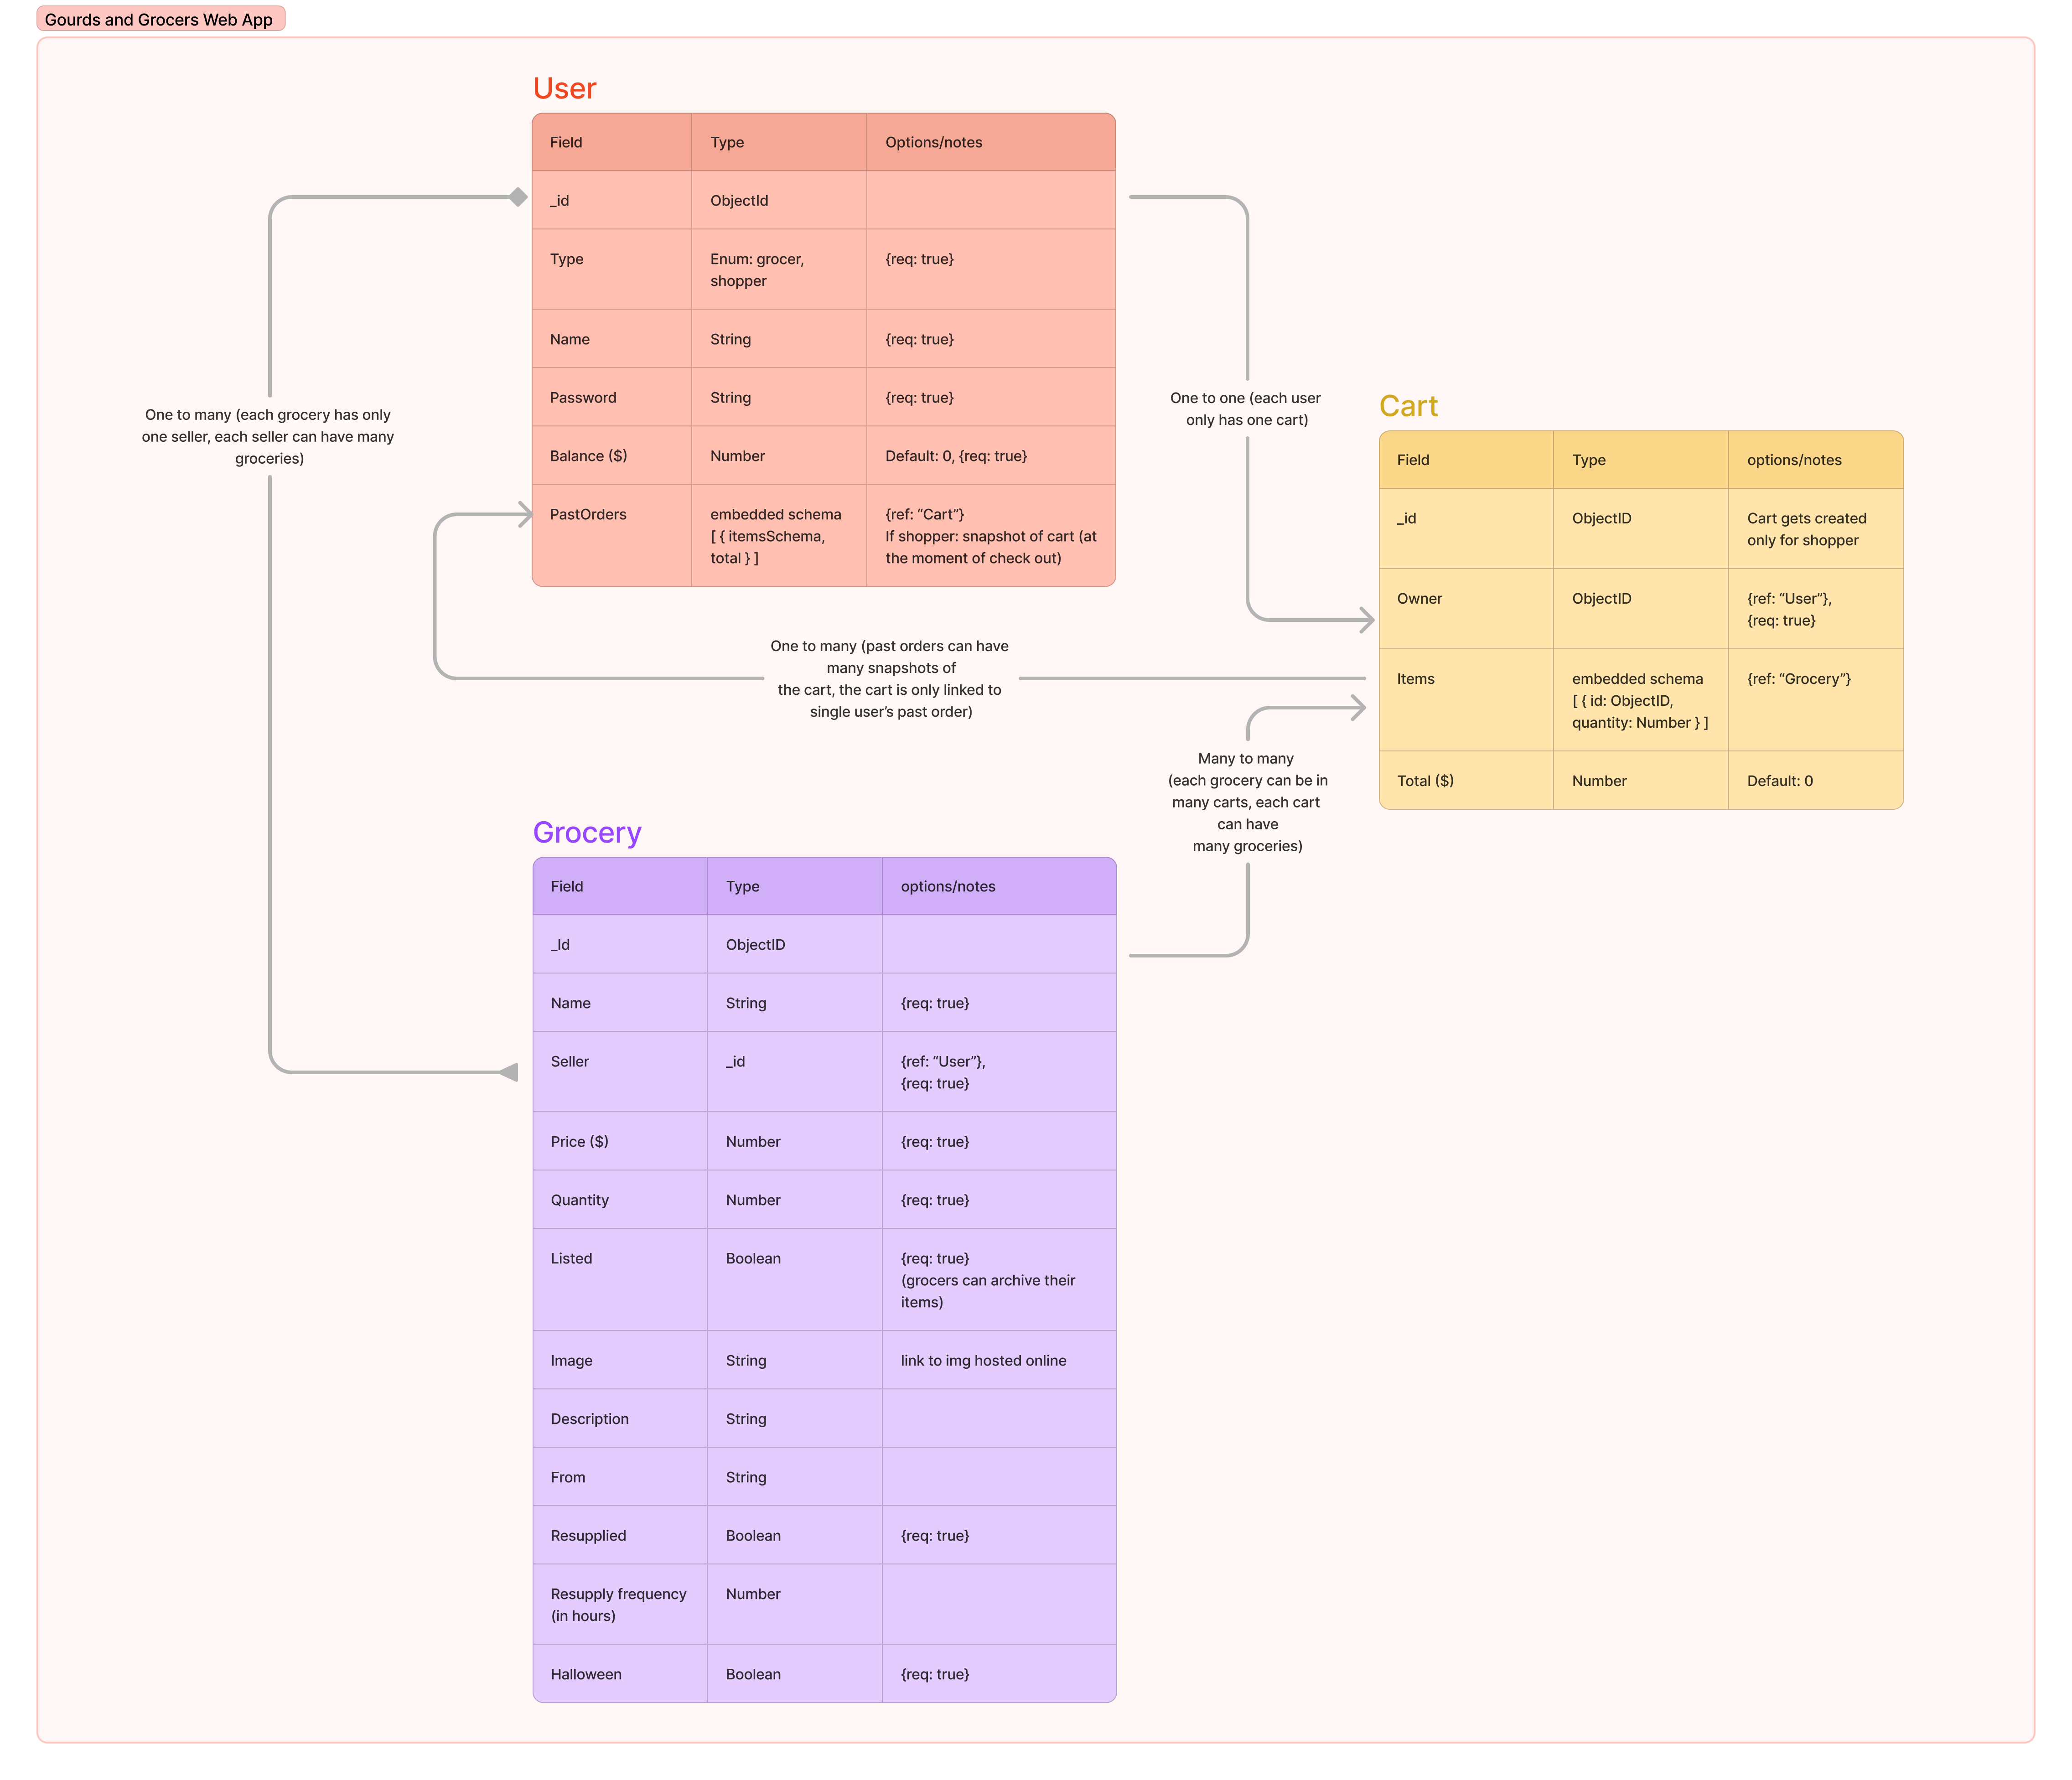 Gourds and Grocers Web App
User
Field Type Options/notes
_id ObjectId
Type Enum: grocer, {req: true}
shopper
Name String {req: true}
Password String {req: true}
Balance ($) Number Default: 0, {req: true}
PastOrders embedded schema {ref: “Cart”}
[ { itemsSchema, If shopper: snapshot of cart (at
total } ] the moment of check out)
One to many (each grocery has only
one seller, each seller can have many
groceries)
One to one (each user
only has one cart)
Cart
Field Type options/notes
_id ObjectID Cart gets created
only for shopper
Owner ObjectID {ref: “User”},
{req: true}
Items embedded schema {ref: “Grocery”}
[ { id: ObjectID,
quantity: Number } ]
Total ($) Number Default: 0
One to many (past orders can have
many snapshots of
the cart, the cart is only linked to
single user’s past order)
Many to many
(each grocery can be in
many carts, each cart
can have
many groceries)
Grocery
Field Type options/notes
_Id ObjectID
Name String {req: true}
Seller _id {ref: “User”},
{req: true}
Price ($) Number {req: true}
Quantity Number {req: true}
Listed Boolean {req: true}
(grocers can archive their
items)
Image String link to img hosted online
Description String
From String
Resupplied Boolean {req: true}
Resupply frequency Number
(in hours)
Halloween Boolean {req: true}